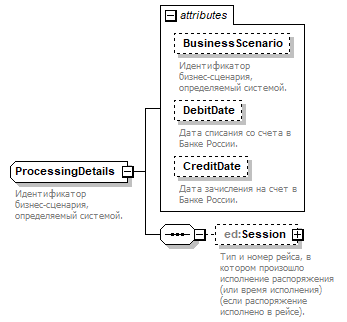 attributes
BusinessScenario
Идентификатор
бизнес-сценария,
определяемый системой.
DebitDate
Дата списания со счета в
Банке России.
CreditDate
Дата зачисления на счет в
Банке России.
ProcessingDetails
Идентификатор
бизнес-сценария,
определяемый системой.
ed:Session
Тип и номер рейса, в
котором произошло
исполнение распоряжения
(или время исполнения)
(если распоряжение
исполнено в рейсе).